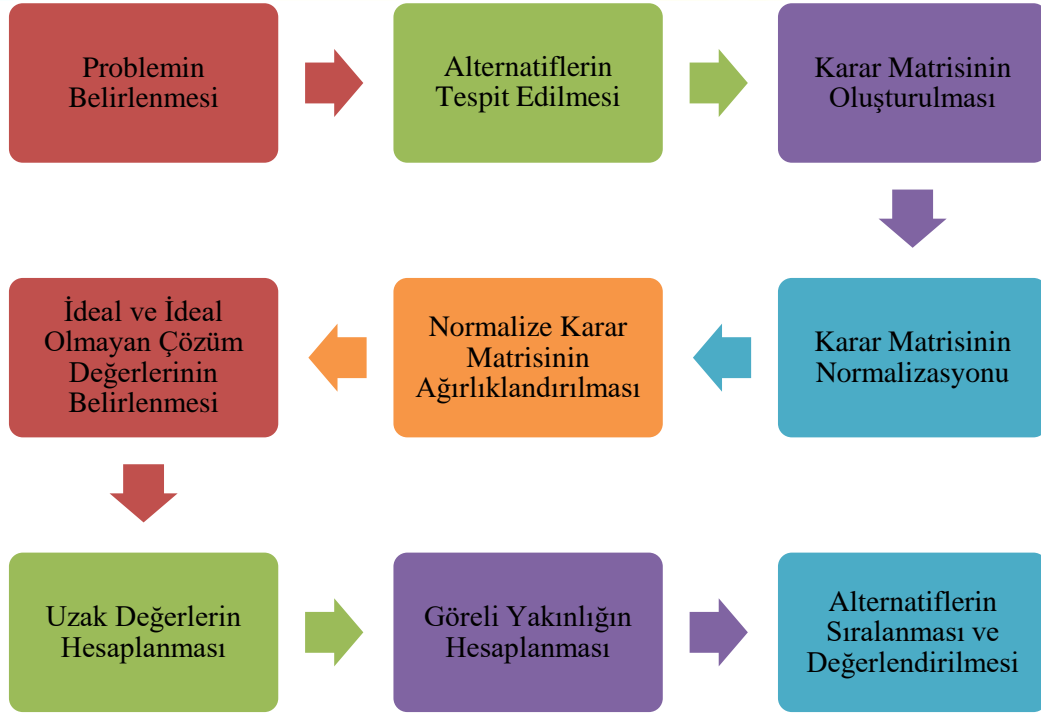 Problemin
Belirlenmesi
Alternatiflerin
Tespit Edilmesi
Karar Matrisinin
Oluşturulması
Karar Matrisinin
Normalizasyonu
Normalize Karar
Matrisinin
Ağırlıklandırılması
İdeal ve İdeal
Olmayan Çözüm
Değerlerinin
Belirlenmesi
Uzak Değerlerin
Hesaplanması
Göreli Yakınlığın
Hesaplanması
Alternatiflerin
Sıralanması ve
Değerlendirilmesi